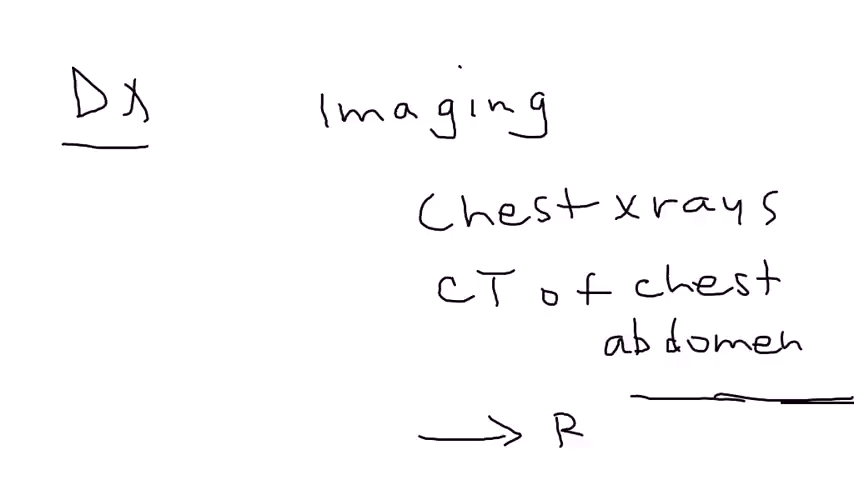 Dx Imaging
Chest xrays
CT of chest
abdomen
→ R